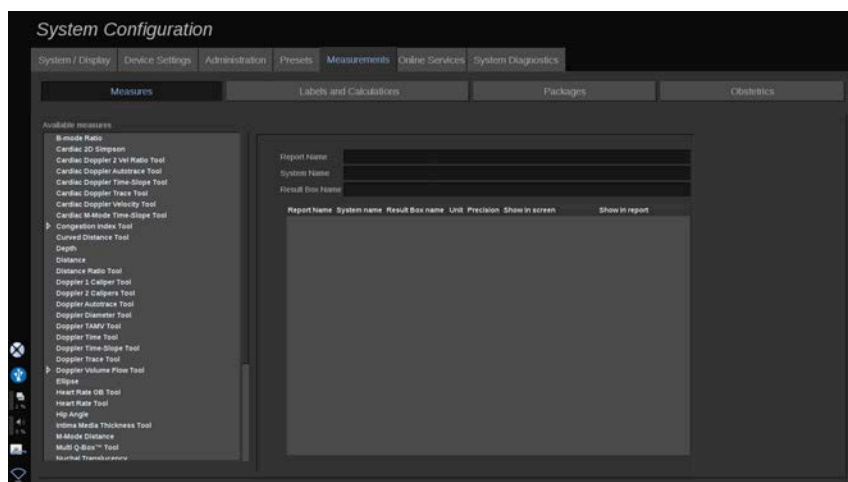 System Configuration
System / Display Device Settings Administration Presets Measurements Online Services System Diagnostics
Measures Labels and Calculations Packages Obstetrics
Available measures
B-mode Ratio
Cardiac 2D Simpson
Cardiac Doppler 2 Vel Ratio Tool
Cardiac Doppler Autotrace Tool
Cardiac Doppler Time-Slope Tool
Cardiac Doppler Trace Tool
Cardiac Doppler Velocity Tool
Cardiac M-Mode Time-Slope Tool
Congestion Index Tool
Curved Distance Tool
Depth
Distance
Distance Ratio Tool
Doppler 1 Caliper Tool
Doppler 2 Calipers Tool
Doppler Autotrace Tool
Doppler Diameter Tool
Doppler TAMV Tool
Doppler Time Tool
Doppler Time-Slope Tool
Doppler Trace Tool
Doppler Volume Flow Tool
Ellipse
Heart Rate OB Tool
Heart Rate Tool
Hip Angle
Intima Media Thickness Tool
M-Mode Distance
Multi Q-Box™ Tool
Nuchal Translucency
Report Name
System Name
Result Box Name
Report Name System name Result Box name Unit Precision Show in screen Show in report